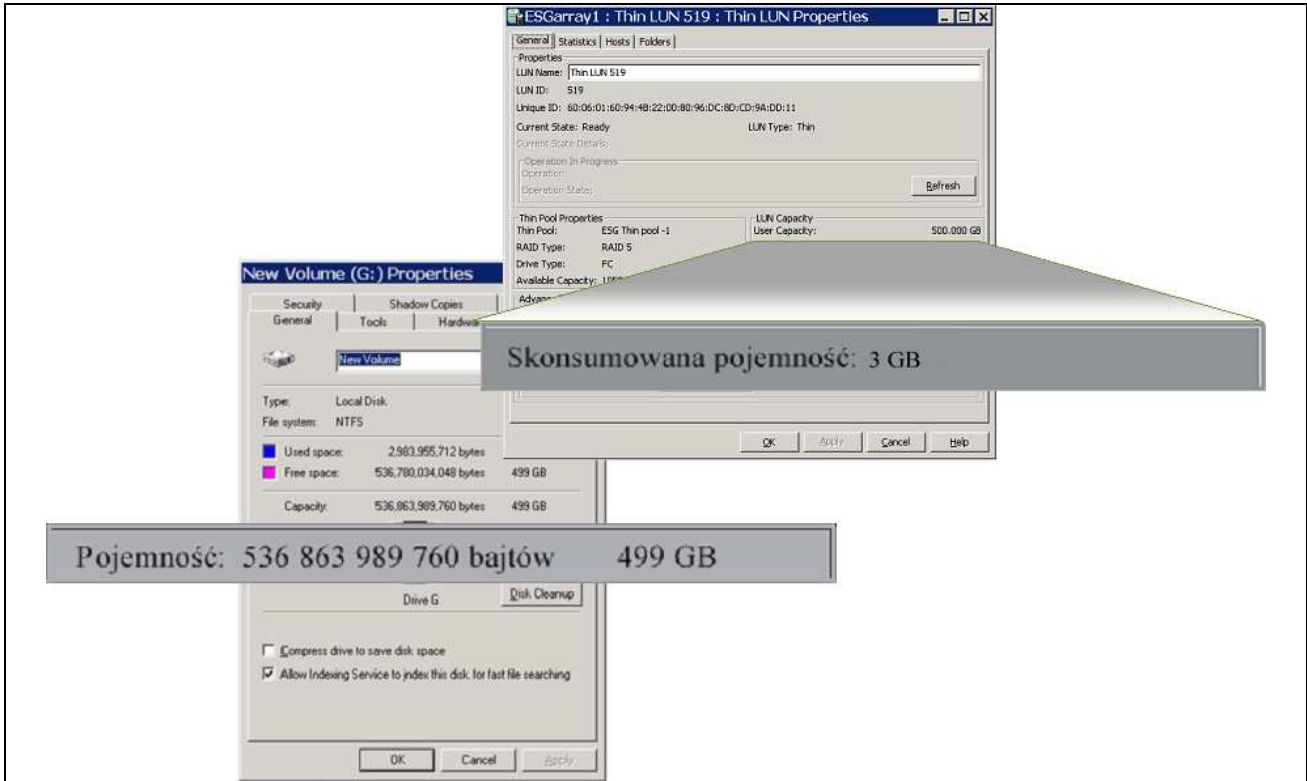 ESGarray1 : Thin LUN 519 : Thin LUN Properties
General Statistics Hosts Folders
Properties
LUN Name: Thin LUN 519
LUN ID: 519
Unique ID: 60:06:01:60:94:4B:22:00:80:96:DC:8D:CD:9A:DD:11
Current State: Ready LUN Type: Thin
Current State Details:
Operation In Progress
Operation:
Operation State:
Refresh
Thin Pool Properties LUN Capacity
Thin Pool: ESG Thin pool -1 User Capacity: 500.000 GB
RAID Type: RAID 5
Drive Type: FC
Available Capacity:
Skonsumowana pojemność: 3 GB
OK Apply Cancel Help
New Volume (G:) Properties
Security Shadow Copies
General Tools
New Volume
Type: Local Disk
File system: NTFS
Used space: 2,983,955,712 bytes
Free space: 536,780,034,048 bytes 499 GB
Capacity: 536,863,989,760 bytes 499 GB
Pojemność: 536 863 989 760 bajtów 499 GB
Drive G Disk Cleanup
Compress drive to save disk space
Allow Indexing Service to index this disk for fast file searching
OK Cancel Apply